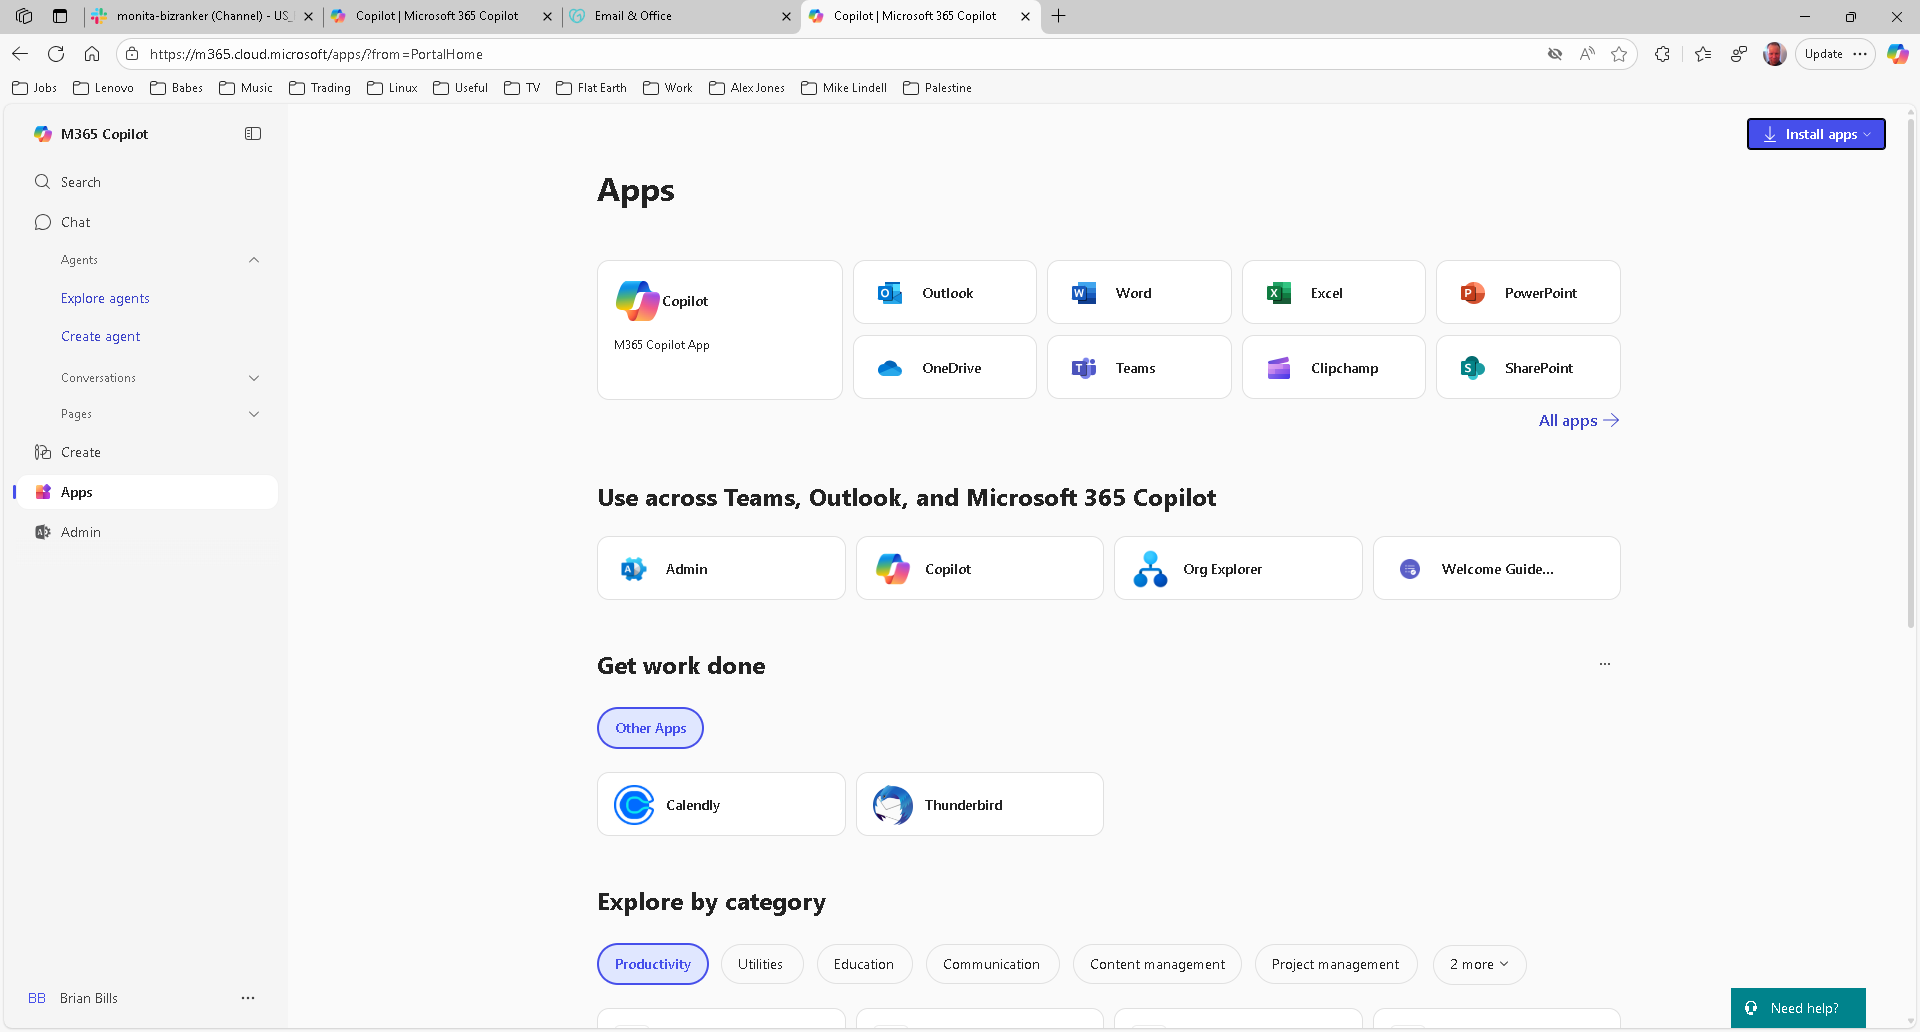 monita-bizranker (Channel) - US_
Copilot | Microsoft 365 Copilot
Email & Office
Copilot | Microsoft 365 Copilot
https://m365.cloud.microsoft/apps/?from=PortalHome
Update
Jobs
Lenovo
Babes
Music
Trading
Linux
Useful
TV
Flat Earth
Work
Alex Jones
Mike Lindell
Palestine
M365 Copilot
Install apps
Search
Chat
Agents
Explore agents
Create agent
Conversations
Pages
Create
Apps
Admin
BB Brian Bills
Apps
Copilot
M365 Copilot App
Outlook
Word
Excel
PowerPoint
OneDrive
Teams
Clipchamp
SharePoint
All apps
Use across Teams, Outlook, and Microsoft 365 Copilot
Admin
Copilot
Org Explorer
Welcome Guide...
Get work done
Other Apps
Calendly
Thunderbird
Explore by category
Productivity
Utilities
Education
Communication
Content management
Project management
2 more
Need help?